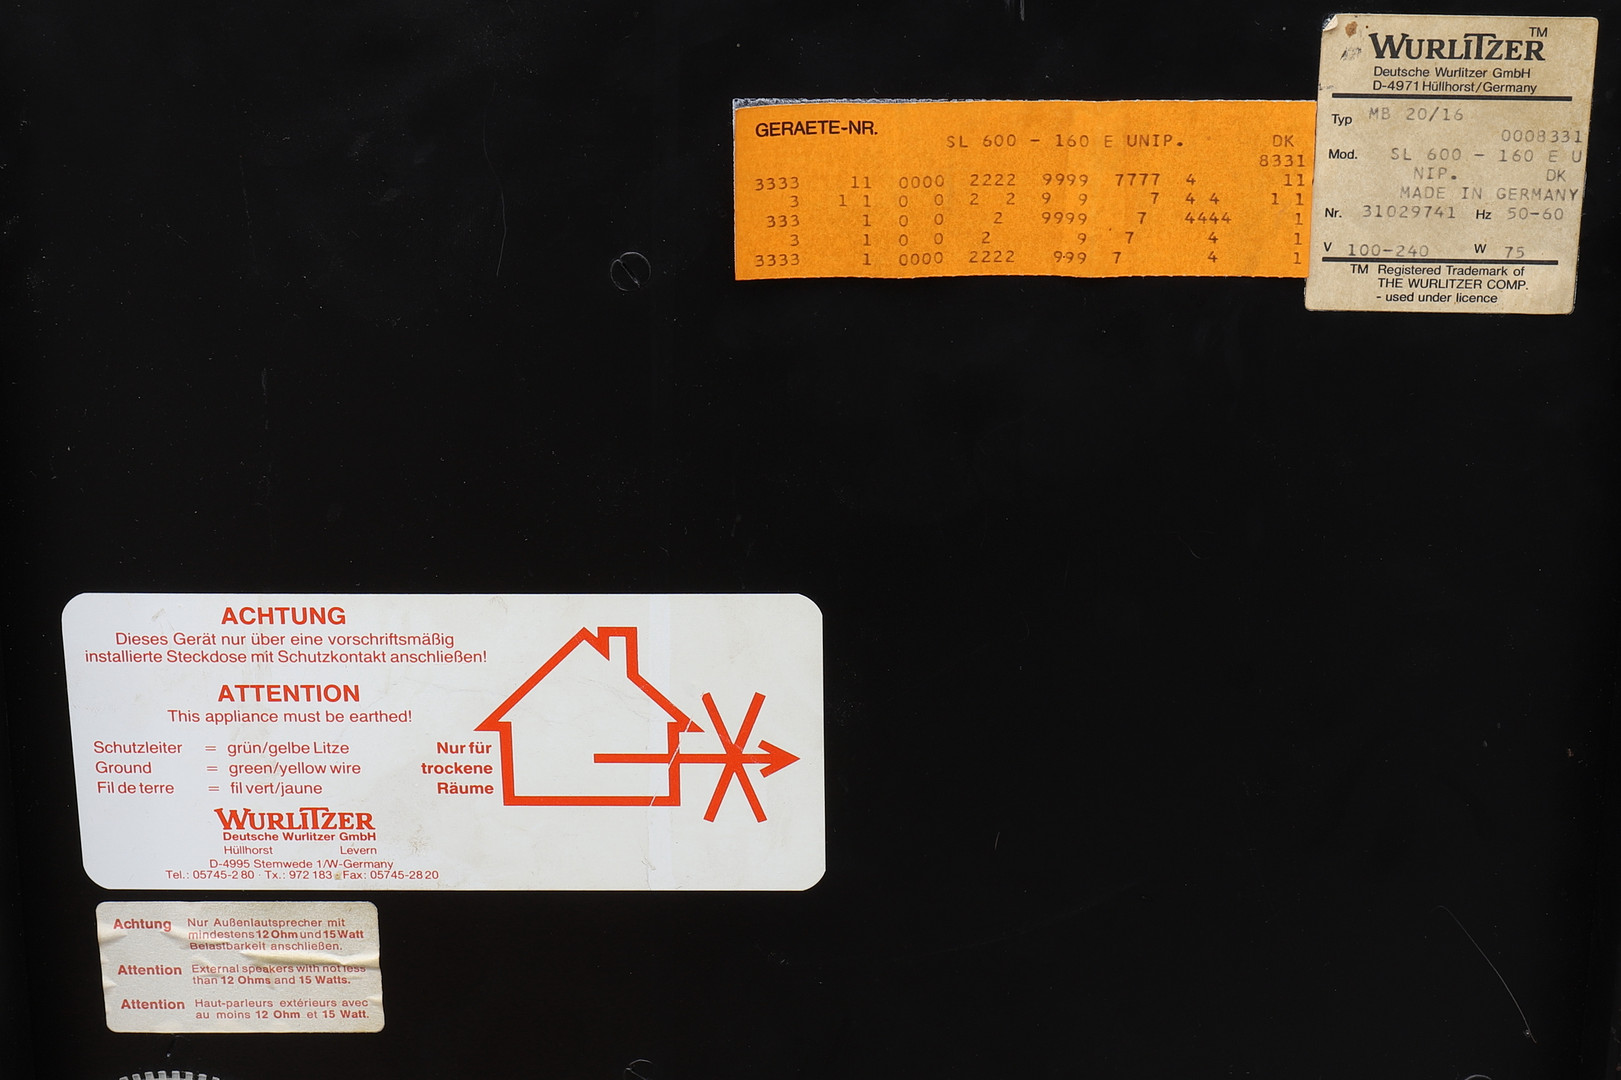 GERAETE-NR.
SL 600 - 160 E UNIP. DK
8331
3333 11 0000 2222 9999 7777 4 11
3 1 1 0 0 2 2 9 9 7 4 4 1 1
333 1 0 0 2 9999 7 4444 1
3 1 0 0 2 9 7 4 1
3333 1 0000 2222 999 7 4 1
WURLITZER TM
Deutsche Wurlitzer GmbH
D-4971 Hüllhorst/Germany
Typ MB 20/16
0008331
Mod. SL 600 - 160 E U
NIP. DK
MADE IN GERMANY
Nr. 31029741 Hz 50-60
V 100-240 W 75
TM Registered Trademark of
THE WURLITZER COMP.
- used under licence
ACHTUNG
Dieses Gerät nur über eine vorschriftsmäßig
installierte Steckdose mit Schutzkontakt anschließen!
ATTENTION
This appliance must be earthed!
Schutzleiter = grün/gelbe Litze
Ground = green/yellow wire
Fil de terre = fil vert/jaune
Nur für
trockene
Räume
WURLITZER
Deutsche Wurlitzer GmbH
Hüllhorst Levern
D-4995 Stemwede 1/W-Germany
Tel.: 05745-2 80 · Tx.: 972 183 · Fax: 05745-28 20
Achtung Nur Außenlautsprecher mit
mindestens 12 Ohm und 15 Watt
Belastbarkeit anschließen.
Attention External speakers with not less
than 12 Ohms and 15 Watts.
Attention Haut-parleurs extérieurs avec
au moins 12 Ohm et 15 Watt.